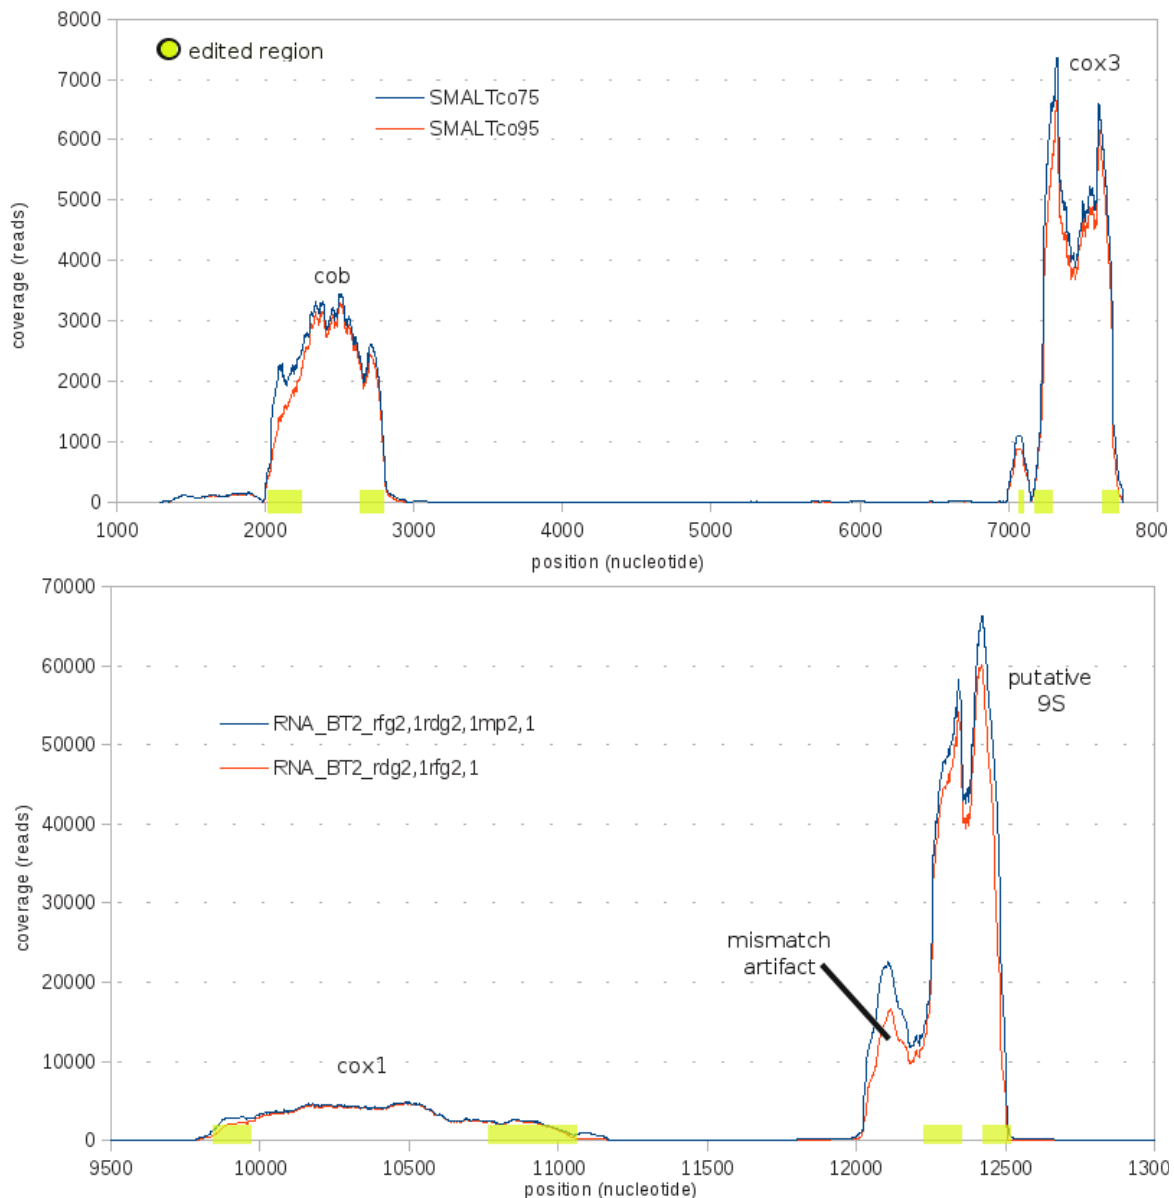 8000
edited region
7000
cox3
SMALTco75
SMALTco95
6000
5000
coverage (reads)
4000
cob
3000
2000
1000
0
1000 2000 3000 4000 5000 6000 7000 800
position (nucleotide)
70000
60000
putative
9S
RNA_BT2_rfg2,1rdg2,1mp2,1
50000
RNA_BT2_rdg2,1rfg2,1
40000
coverage (reads)
30000
mismatch
artifact
20000
10000
cox1
0
9500 10000 10500 11000 11500 12000 12500 1300
position (nucleotide)